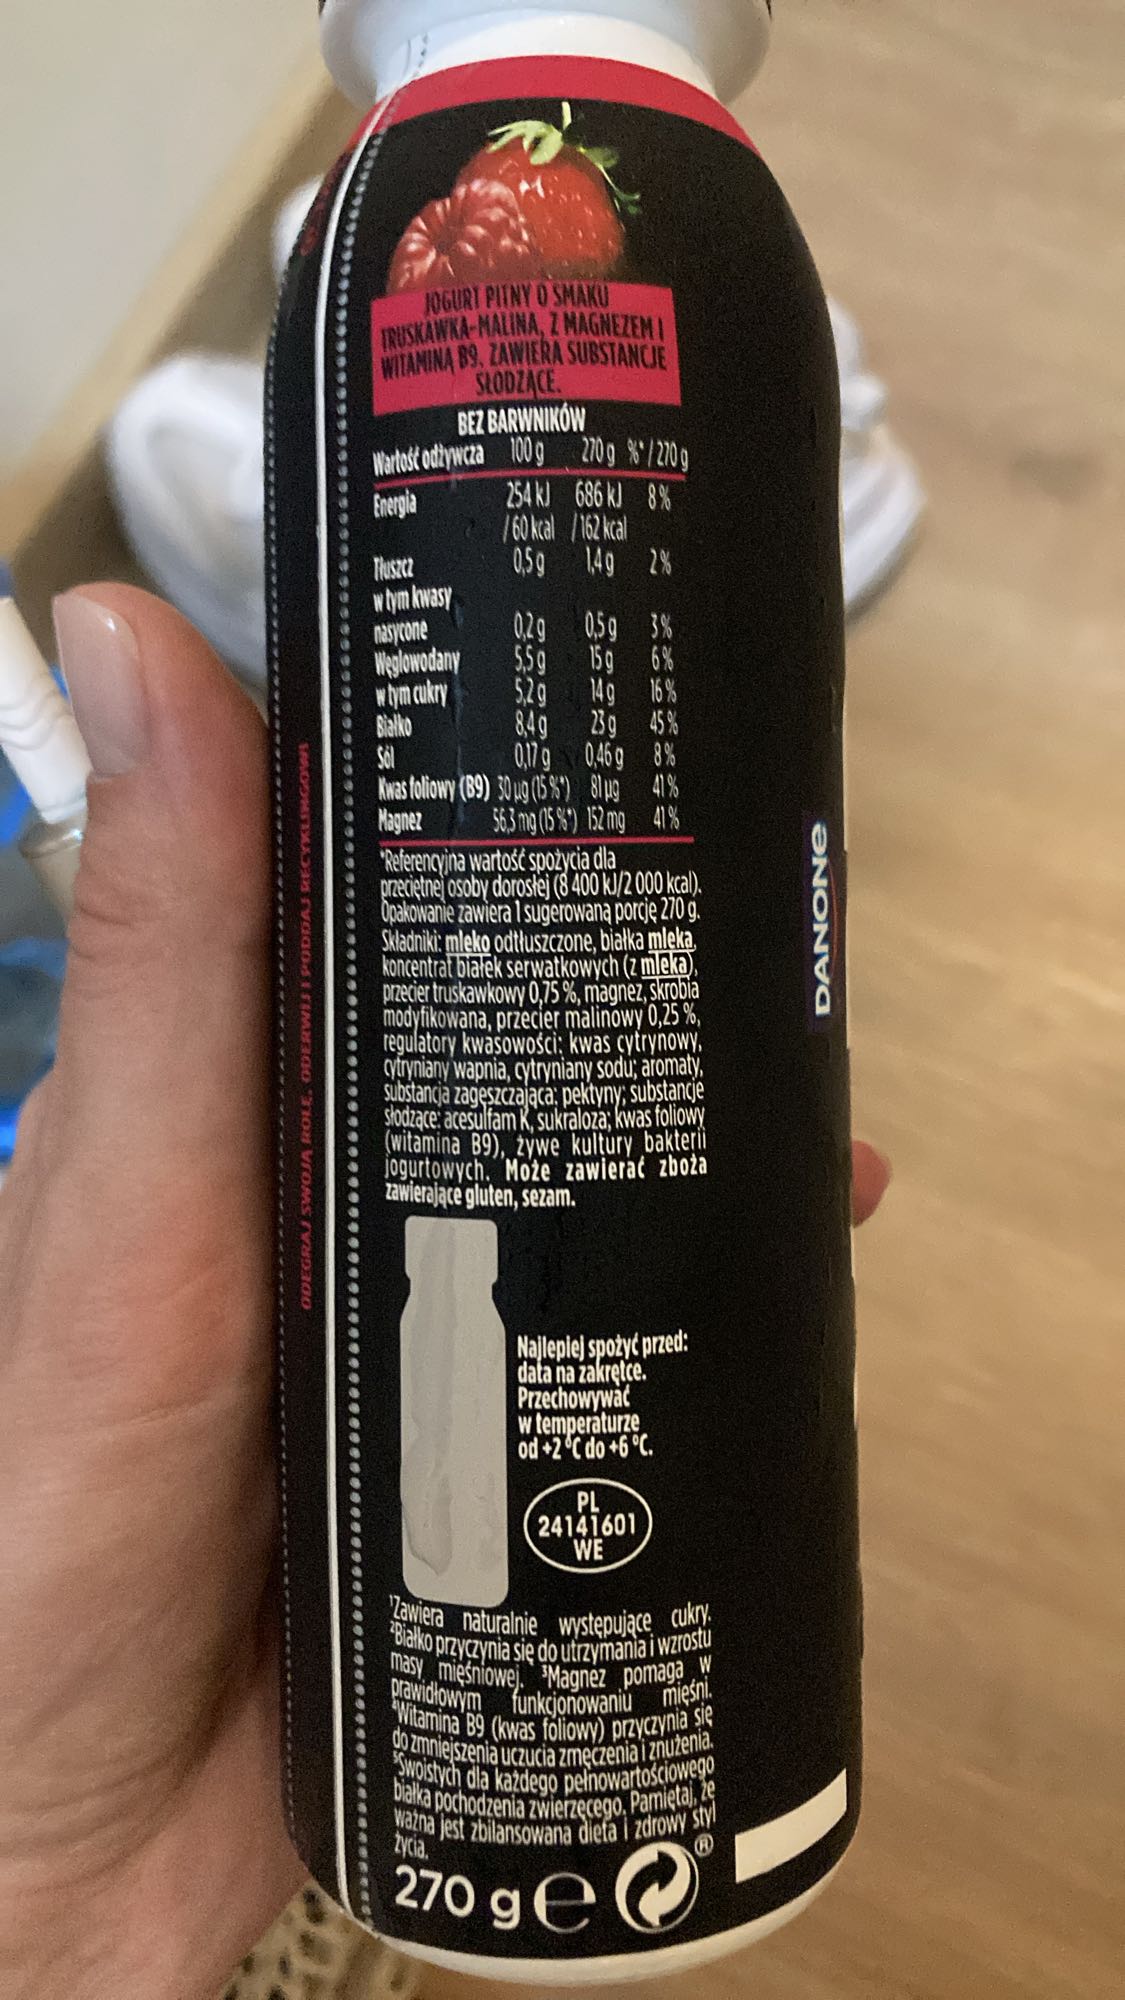 JOGURT PITNY O SMAKU
TRUSKAWKA-MALINA, Z MAGNEZEM I
WITAMINĄ B9. ZAWIERA SUBSTANCJE
SŁODZĄCE.
BEZ BARWNIKÓW
Wartość odżywcza 100 g 270 g %*/270 g
Energia 254 kJ 686 kJ 8%
/60 kcal /162 kcal
Tłuszcz 0,5 g 1,4 g 2%
w tym kwasy
nasycone 0,2 g 0,5 g 3%
Węglowodany 5,5 g 15 g 6%
w tym cukry 5,2 g 14 g 16%
Białko 8,4 g 23 g 45%
Sól 0,17 g 0,46 g 8%
Kwas foliowy (B9) 30 µg (15%*) 81 µg 41%
Magnez 56,3 mg (15%*) 152 mg 41%
*Referencyjna wartość spożycia dla
przeciętnej osoby dorosłej (8 400 kJ/2 000 kcal).
Opakowanie zawiera 1 sugerowaną porcję 270 g.
Składniki: mleko odtłuszczone, białka mleka,
koncentrat białek serwatkowych (z mleka),
przecier truskawkowy 0,75 %, magnez, skrobia
modyfikowana, przecier malinowy 0,25 %,
regulatory kwasowości: kwas cytrynowy,
cytryniany wapnia, cytryniany sodu; aromaty,
substancja zagęszczająca: pektyny; substancje
słodzące: acesulfam K, sukraloza; kwas foliowy
(witamina B9), żywe kultury bakterii
jogurtowych. Może zawierać zboża
zawierające gluten, sezam.
Najlepiej spożyć przed:
data na zakrętce.
Przechowywać
w temperaturze
od +2 °C do +6 °C.
PL
24141601
WE
¹Zawiera naturalnie występujące cukry.
²Białko przyczynia się do utrzymania i wzrostu
masy mięśniowej. ³Magnez pomaga w
prawidłowym funkcjonowaniu mięśni.
⁴Witamina B9 (kwas foliowy) przyczynia się
do zmniejszenia uczucia zmęczenia i znużenia.
⁵Swoistych dla każdego pełnowartościowego
białka pochodzenia zwierzęcego. Pamiętaj, że
ważna jest zbilansowana dieta i zdrowy styl
życia.
270 g e ®
ODEGRAJ SWOJĄ ROLĘ, ODERWIJ I PODDAJ RECYKLINGOWI
DANONE